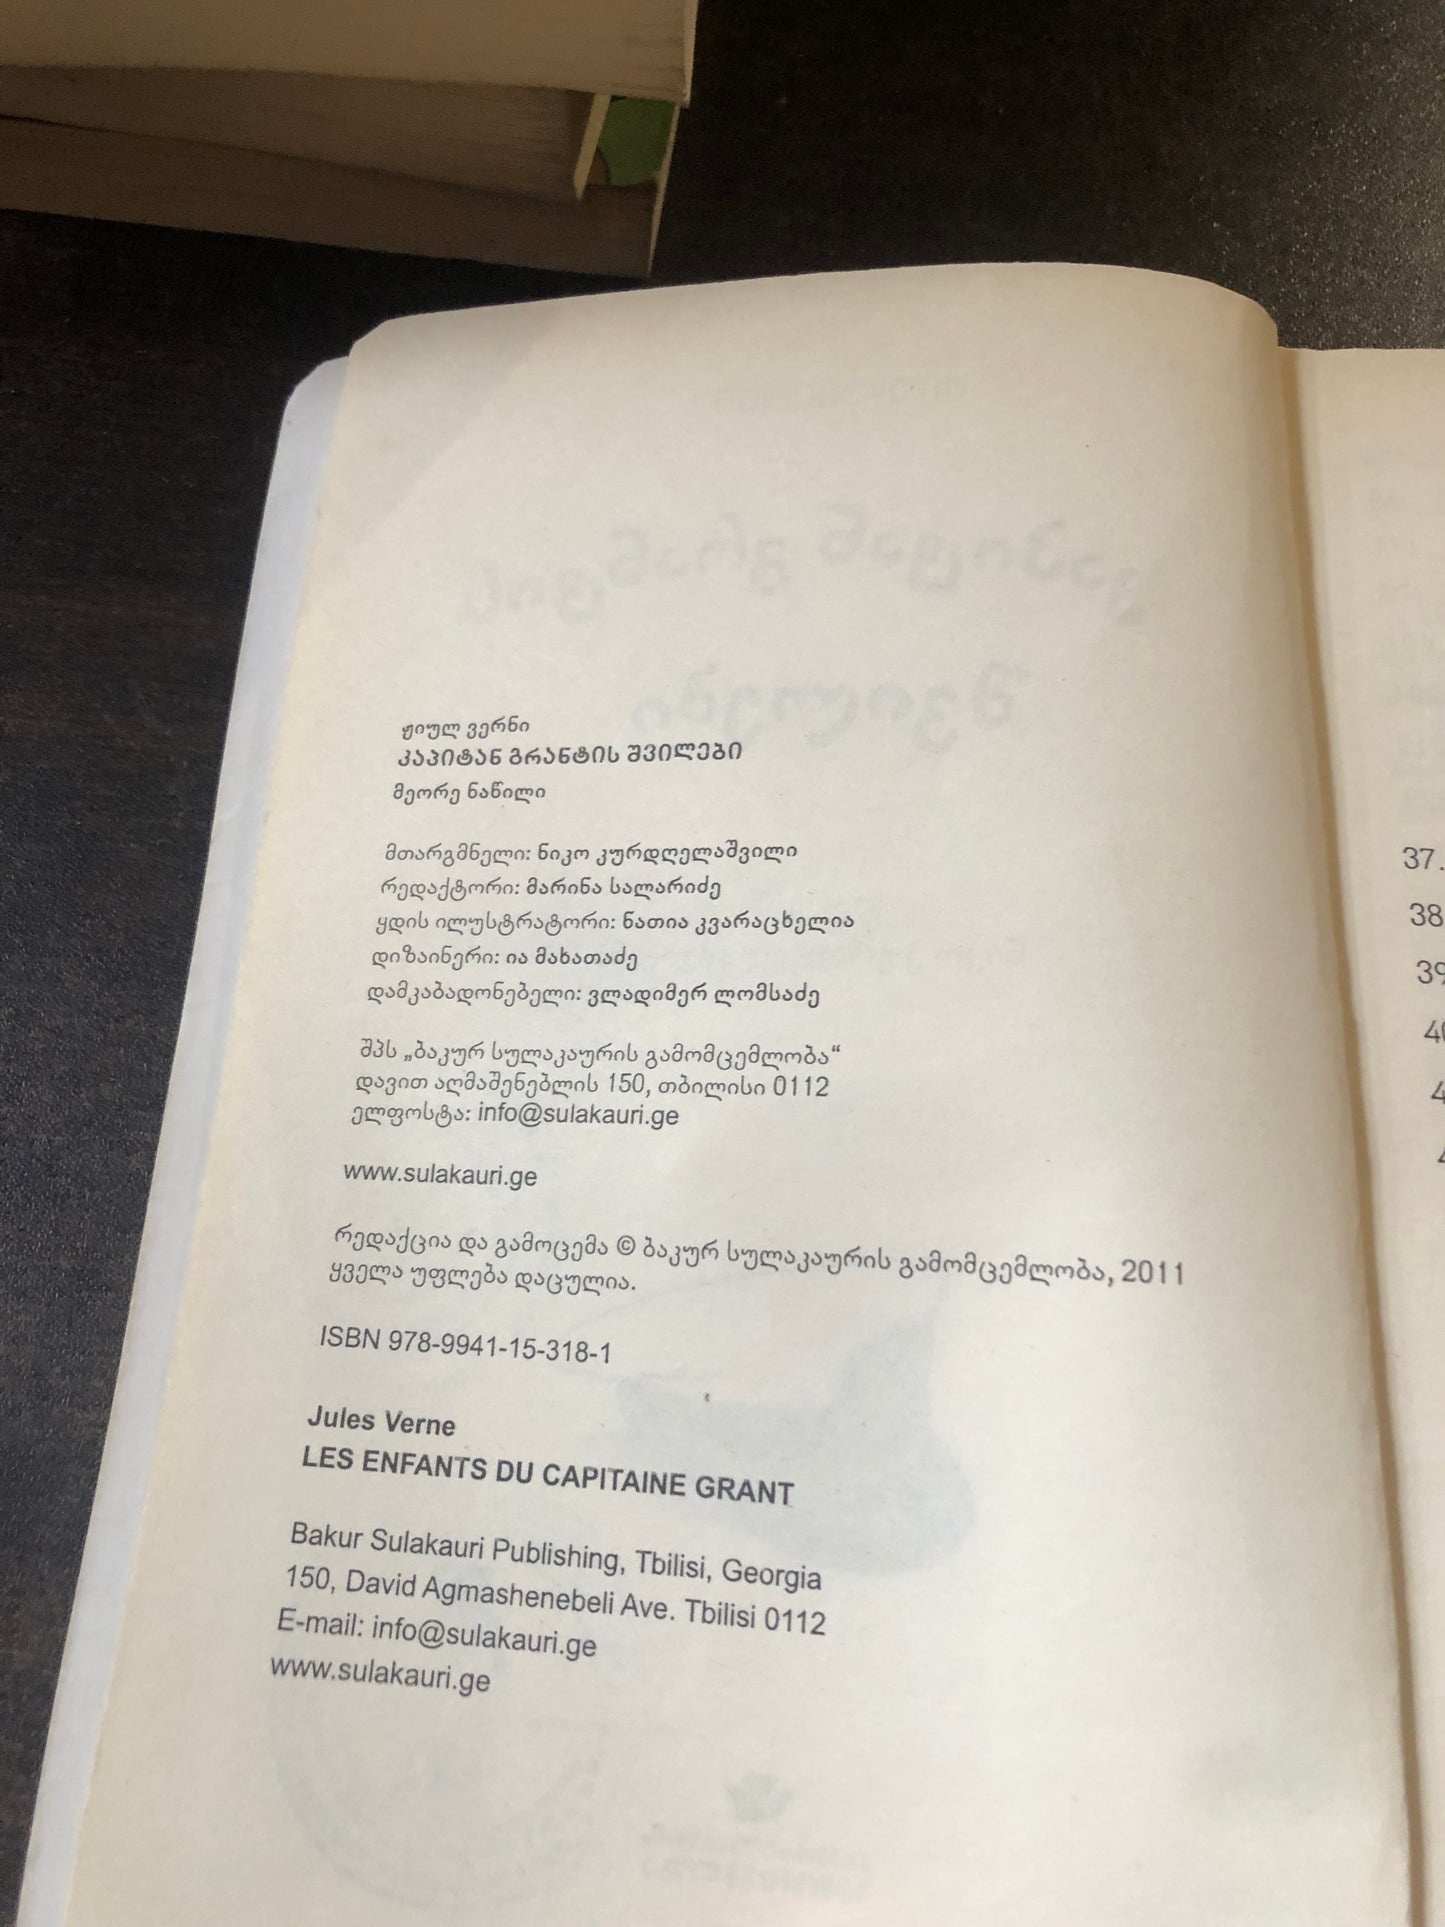 ჟიულ ვერნი
კაპიტან გრანტის შვილები
მეორე ნაწილი
მთარგმნელი: ნიკო კურდღელაშვილი
რედაქტორი: მარინა სალარიძე
ყდის ილუსტრატორი: ნათია კვარაცხელია
დიზაინერი: ია მახათაძე
დამკაბადონებელი: ვლადიმერ ლომსაძე
შპს „ბაკურ სულაკაურის გამომცემლობა“
დავით აღმაშენებლის 150, თბილისი 0112
ელფოსტა: info@sulakauri.ge
www.sulakauri.ge
რედაქცია და გამოცემა © ბაკურ სულაკაურის გამომცემლობა, 2011
ყველა უფლება დაცულია.
ISBN 978-9941-15-318-1
Jules Verne
LES ENFANTS DU CAPITAINE GRANT
Bakur Sulakauri Publishing, Tbilisi, Georgia
150, David Agmashenebeli Ave. Tbilisi 0112
E-mail: info@sulakauri.ge
www.sulakauri.ge
37.
38